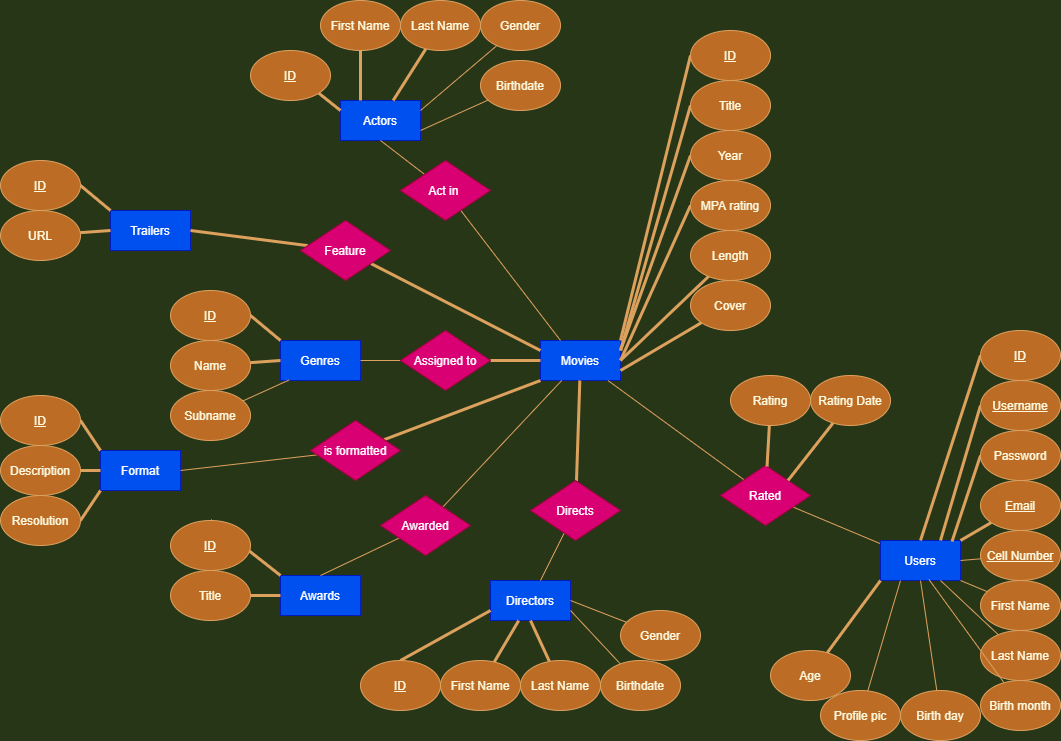 First Name
Last Name
Gender
ID
Birthdate
Actors
ID
Title
Year
MPA rating
Length
Cover
Act in
ID
URL
Trailers
Feature
ID
Name
Subname
Genres
Assigned to
Movies
ID
Description
Resolution
Format
is formatted
Rating
Rating Date
Rated
ID
Username
Password
Email
Cell Number
First Name
Last Name
Birth month
Users
Age
Profile pic
Birth day
Awarded
Directs
ID
Title
Awards
Directors
Gender
ID
First Name
Last Name
Birthdate